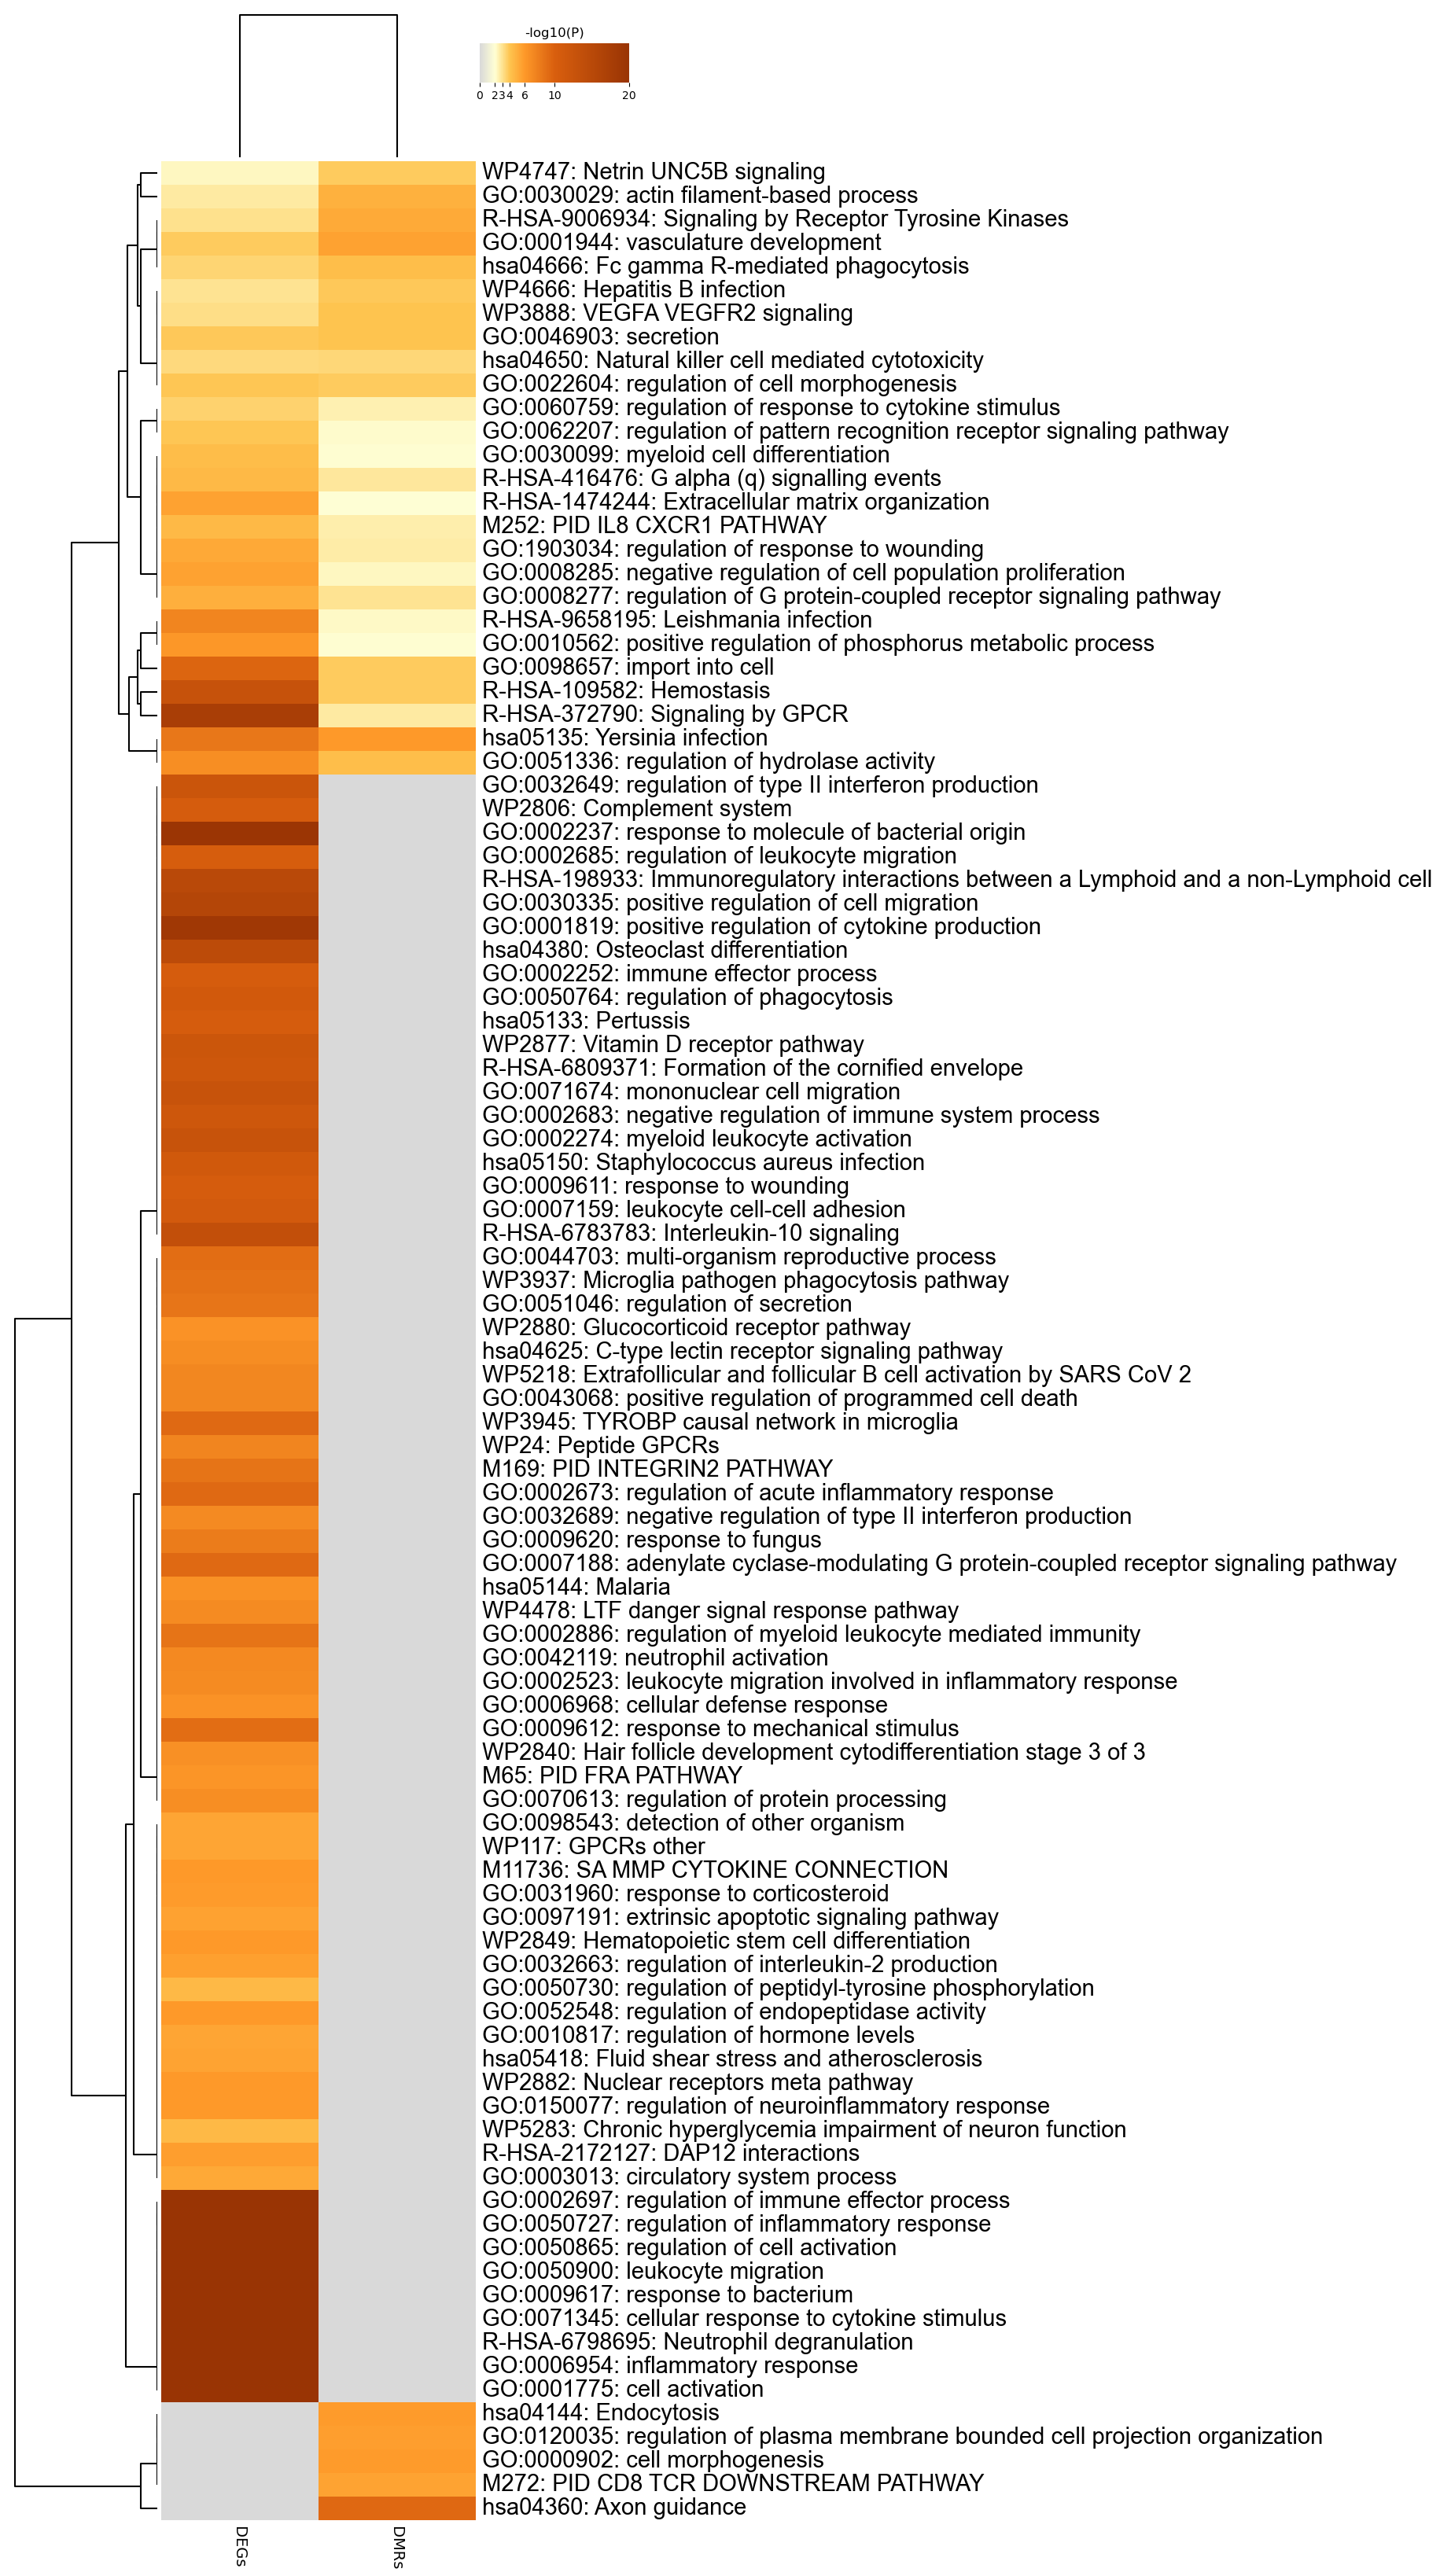 -log10(P)
0 2 3 4 6 10 20
WP4747: Netrin UNC5B signaling
GO:0030029: actin filament-based process
R-HSA-9006934: Signaling by Receptor Tyrosine Kinases
GO:0001944: vasculature development
hsa04666: Fc gamma R-mediated phagocytosis
WP4666: Hepatitis B infection
WP3888: VEGFA VEGFR2 signaling
GO:0046903: secretion
hsa04650: Natural killer cell mediated cytotoxicity
GO:0022604: regulation of cell morphogenesis
GO:0060759: regulation of response to cytokine stimulus
GO:0062207: regulation of pattern recognition receptor signaling pathway
GO:0030099: myeloid cell differentiation
R-HSA-416476: G alpha (q) signalling events
R-HSA-1474244: Extracellular matrix organization
M252: PID IL8 CXCR1 PATHWAY
GO:1903034: regulation of response to wounding
GO:0008285: negative regulation of cell population proliferation
GO:0008277: regulation of G protein-coupled receptor signaling pathway
R-HSA-9658195: Leishmania infection
GO:0010562: positive regulation of phosphorus metabolic process
GO:0098657: import into cell
R-HSA-109582: Hemostasis
R-HSA-372790: Signaling by GPCR
hsa05135: Yersinia infection
GO:0051336: regulation of hydrolase activity
GO:0032649: regulation of type II interferon production
WP2806: Complement system
GO:0002237: response to molecule of bacterial origin
GO:0002685: regulation of leukocyte migration
R-HSA-198933: Immunoregulatory interactions between a Lymphoid and a non-Lymphoid cell
GO:0030335: positive regulation of cell migration
GO:0001819: positive regulation of cytokine production
hsa04380: Osteoclast differentiation
GO:0002252: immune effector process
GO:0050764: regulation of phagocytosis
hsa05133: Pertussis
WP2877: Vitamin D receptor pathway
R-HSA-6809371: Formation of the cornified envelope
GO:0071674: mononuclear cell migration
GO:0002683: negative regulation of immune system process
GO:0002274: myeloid leukocyte activation
hsa05150: Staphylococcus aureus infection
GO:0009611: response to wounding
GO:0007159: leukocyte cell-cell adhesion
R-HSA-6783783: Interleukin-10 signaling
GO:0044703: multi-organism reproductive process
WP3937: Microglia pathogen phagocytosis pathway
GO:0051046: regulation of secretion
WP2880: Glucocorticoid receptor pathway
hsa04625: C-type lectin receptor signaling pathway
WP5218: Extrafollicular and follicular B cell activation by SARS CoV 2
GO:0043068: positive regulation of programmed cell death
WP3945: TYROBP causal network in microglia
WP24: Peptide GPCRs
M169: PID INTEGRIN2 PATHWAY
GO:0002673: regulation of acute inflammatory response
GO:0032689: negative regulation of type II interferon production
GO:0009620: response to fungus
GO:0007188: adenylate cyclase-modulating G protein-coupled receptor signaling pathway
hsa05144: Malaria
WP4478: LTF danger signal response pathway
GO:0002886: regulation of myeloid leukocyte mediated immunity
GO:0042119: neutrophil activation
GO:0002523: leukocyte migration involved in inflammatory response
GO:0006968: cellular defense response
GO:0009612: response to mechanical stimulus
WP2840: Hair follicle development cytodifferentiation stage 3 of 3
M65: PID FRA PATHWAY
GO:0070613: regulation of protein processing
GO:0098543: detection of other organism
WP117: GPCRs other
M11736: SA MMP CYTOKINE CONNECTION
GO:0031960: response to corticosteroid
GO:0097191: extrinsic apoptotic signaling pathway
WP2849: Hematopoietic stem cell differentiation
GO:0032663: regulation of interleukin-2 production
GO:0050730: regulation of peptidyl-tyrosine phosphorylation
GO:0052548: regulation of endopeptidase activity
GO:0010817: regulation of hormone levels
hsa05418: Fluid shear stress and atherosclerosis
WP2882: Nuclear receptors meta pathway
GO:0150077: regulation of neuroinflammatory response
WP5283: Chronic hyperglycemia impairment of neuron function
R-HSA-2172127: DAP12 interactions
GO:0003013: circulatory system process
GO:0002697: regulation of immune effector process
GO:0050727: regulation of inflammatory response
GO:0050865: regulation of cell activation
GO:0050900: leukocyte migration
GO:0009617: response to bacterium
GO:0071345: cellular response to cytokine stimulus
R-HSA-6798695: Neutrophil degranulation
GO:0006954: inflammatory response
GO:0001775: cell activation
hsa04144: Endocytosis
GO:0120035: regulation of plasma membrane bounded cell projection organization
GO:0000902: cell morphogenesis
M272: PID CD8 TCR DOWNSTREAM PATHWAY
hsa04360: Axon guidance
DEGs
DMRs